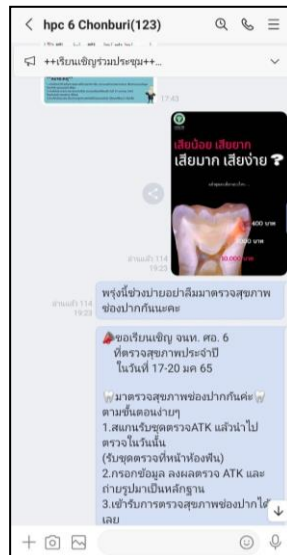 hpc 6 Chonburi(123)
++เรียนเชิญร่วมประชุม++...
17:43
เสียน้อย เสียยาก
เสียมาก เสียง่าย ?
600 บาท
10,000 บาท
อ่านแล้ว 114
19:23
พรุ่งนี้ช่วงบ่ายอย่าลืมมาตรวจสุขภาพ
ช่องปากกันนะคะ
อ่านแล้ว 114
19:23
📣ขอเรียนเชิญ จนท. ศอ. 6
ที่ตรวจสุขภาพประจำปี
ในวันที่ 17-20 มค 65
🦷มาตรวจสุขภาพช่องปากกันค่ะ🦷
ตามขั้นตอนง่ายๆ
1.สแกนรับชุดตรวจATK แล้วนำไป
ตรวจในวันนั้น
(รับชุดตรวจที่หน้าห้องฟัน)
2.กรอกข้อมูล ลงผลตรวจ ATK และ
ถ่ายรูปมาเป็นหลักฐาน
3.เข้ารับการตรวจสุขภาพช่องปากได้
เลย